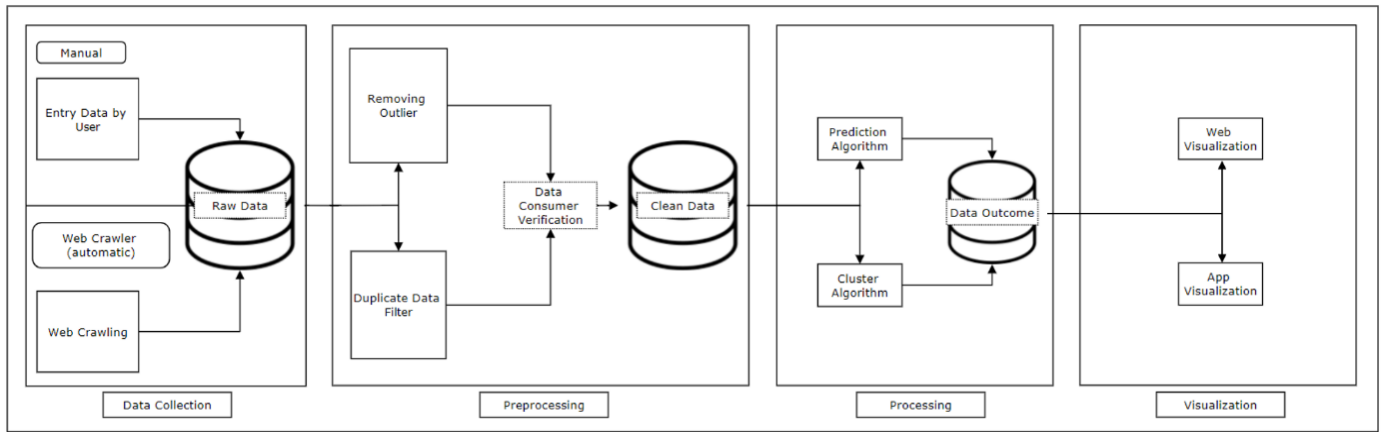 Manual
Entry Data by
User
Raw Data
Web Crawler
(automatic)
Web Crawling
Data Collection
Removing
Outlier
Duplicate Data
Filter
Data
Consumer
Verification
Clean Data
Preprocessing
Prediction
Algorithm
Cluster
Algorithm
Data Outcome
Processing
Web
Visualization
App
Visualization
Visualization